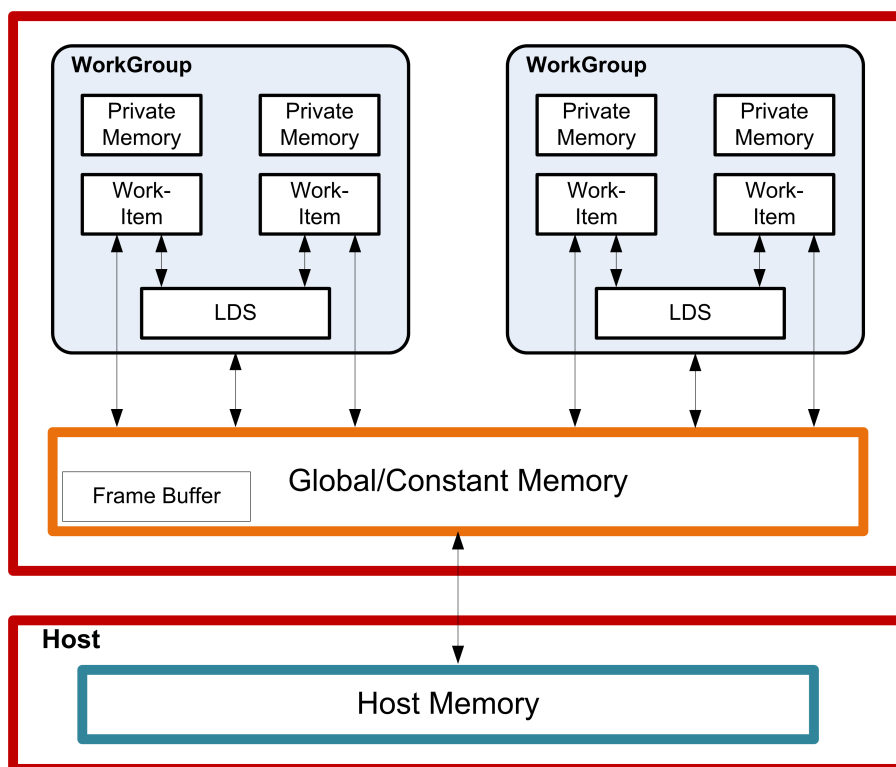 WorkGroup
Private
Memory
Private
Memory
Work-
Item
Work-
Item
LDS
WorkGroup
Private
Memory
Private
Memory
Work-
Item
Work-
Item
LDS
Global/Constant Memory
Frame Buffer
Host
Host Memory